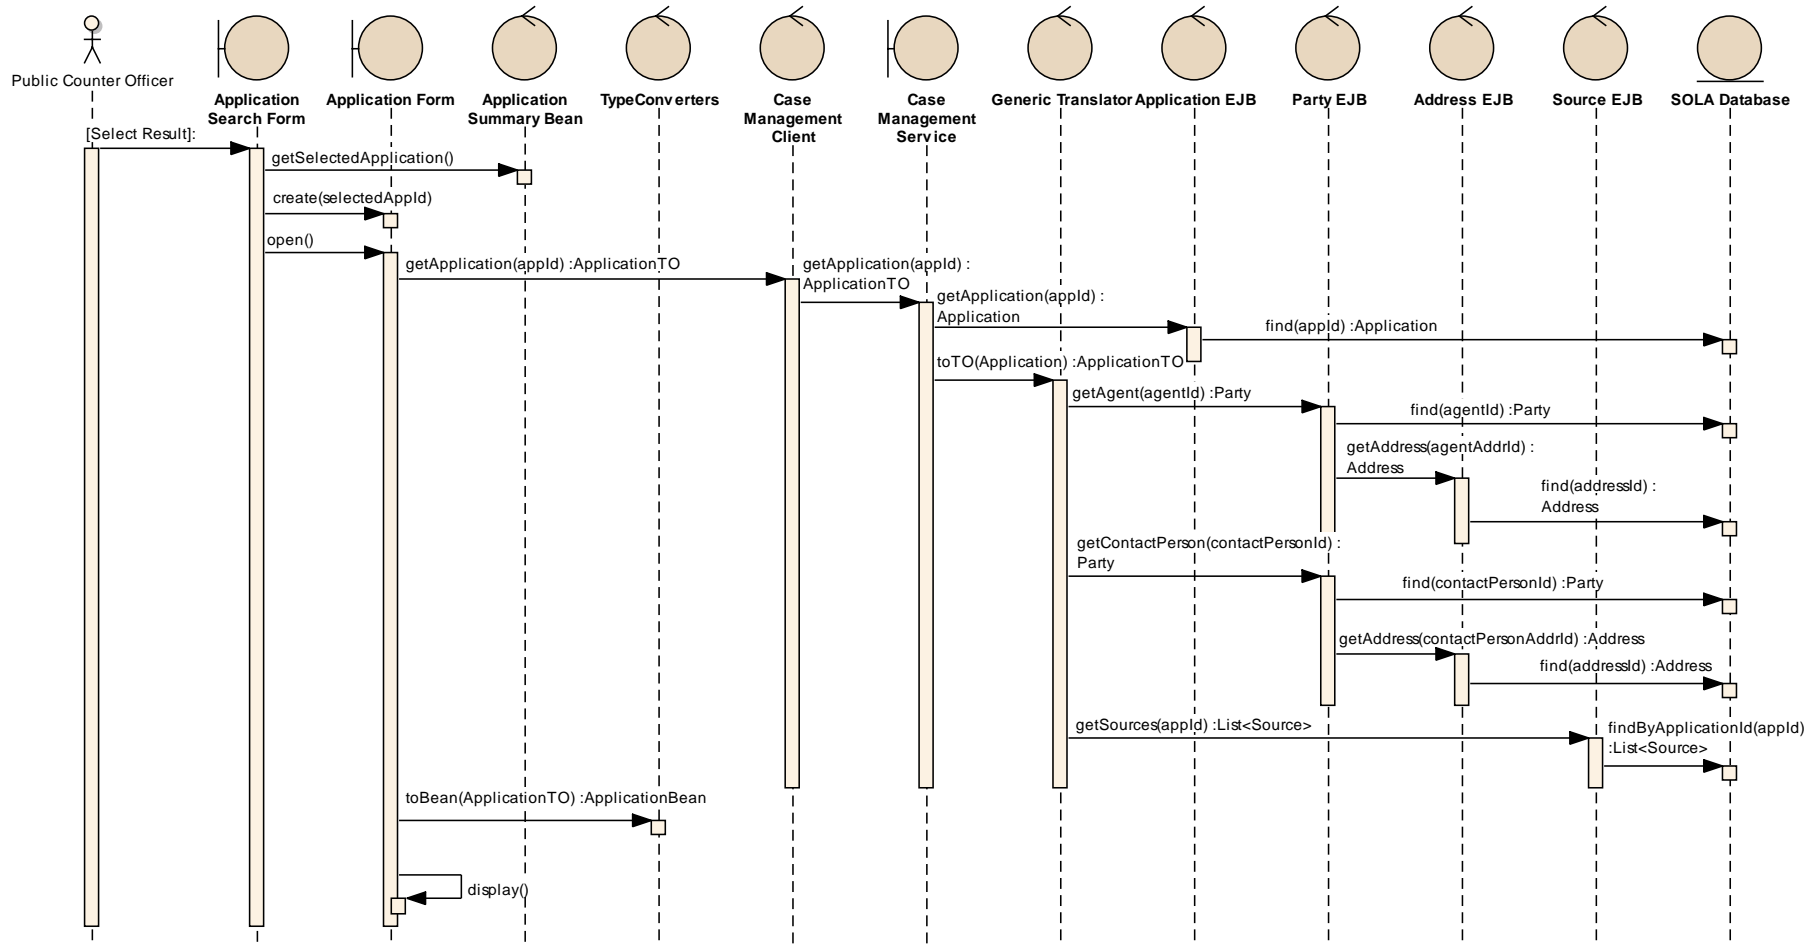 Public Counter Officer
Application
Search Form
Application Form
Application
Summary Bean
TypeConverters
Case
Management
Client
Case
Management
Service
Generic Translator
Application EJB
Party EJB
Address EJB
Source EJB
SOLA Database
[Select Result]:
getSelectedApplication()
create(selectedAppId)
open()
getApplication(appId) :ApplicationTO
getApplication(appId) :
ApplicationTO
getApplication(appId) :
Application
find(appId) :Application
toTO(Application) :ApplicationTO
getAgent(agentId) :Party
find(agentId) :Party
getAddress(agentAddrId) :
Address
find(addressId) :
Address
getContactPerson(contactPersonId) :
Party
find(contactPersonId) :Party
getAddress(contactPersonAddrId) :Address
find(addressId) :Address
getSources(appId) :List<Source>
findByApplicationId(appId)
:List<Source>
toBean(ApplicationTO) :ApplicationBean
display()